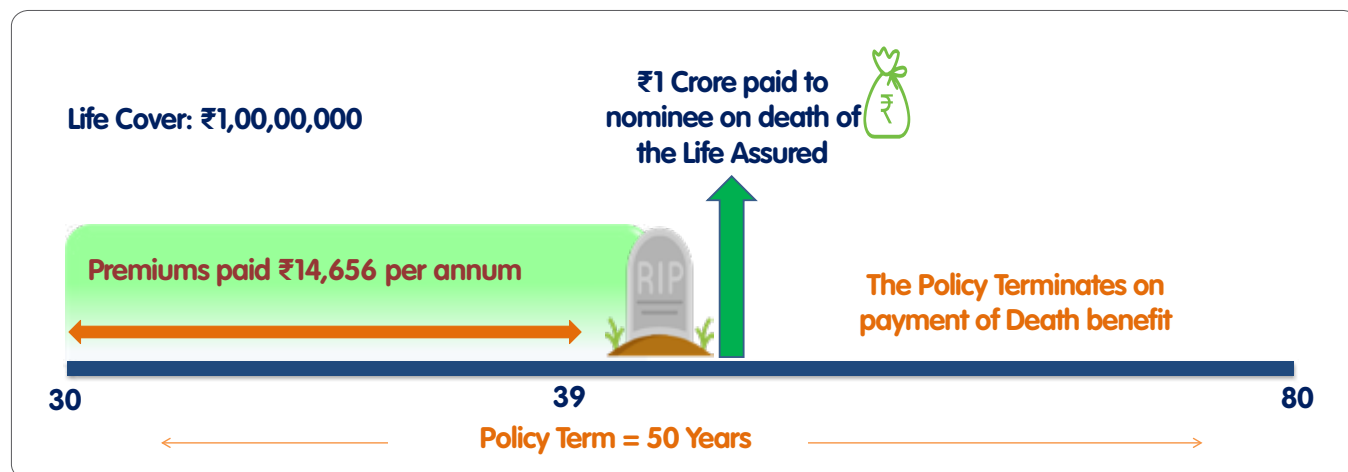 Life Cover: ₹1,00,00,000
₹1 Crore paid to
nominee on death of
the Life Assured
₹
Premiums paid ₹14,656 per annum
RIP
The Policy Terminates on
payment of Death benefit
30
39
80
Policy Term = 50 Years